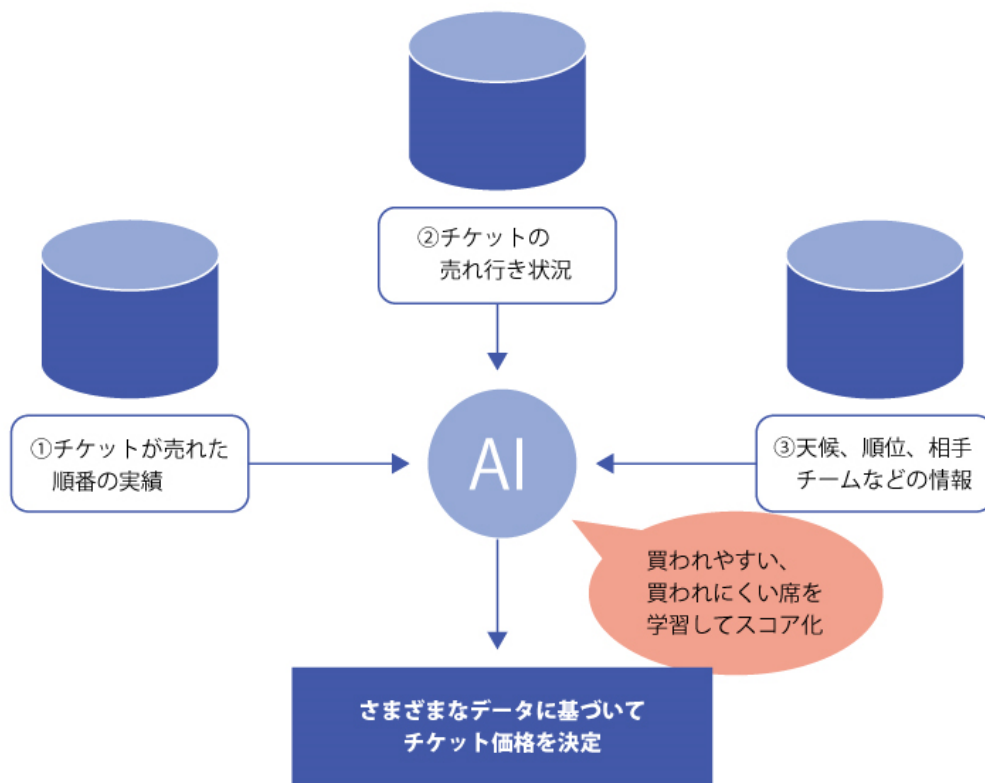 ②チケットの
売れ行き状況
①チケットが売れた
順番の実績
AI
③天候、順位、相手
チームなどの情報
買われやすい、
買われにくい席を
学習してスコア化
さまざまなデータに基づいて
チケット価格を決定